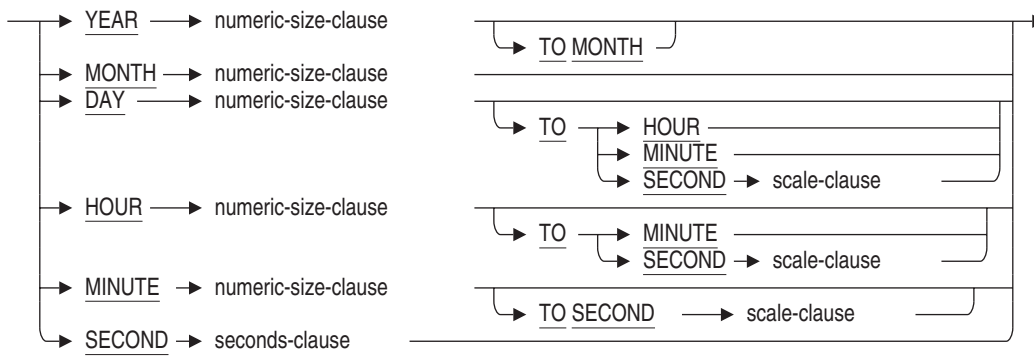 YEAR numeric-size-clause
TO MONTH
MONTH numeric-size-clause
DAY numeric-size-clause
TO HOUR
MINUTE
SECOND scale-clause
HOUR numeric-size-clause
TO MINUTE
SECOND scale-clause
MINUTE numeric-size-clause
TO SECOND scale-clause
SECOND seconds-clause